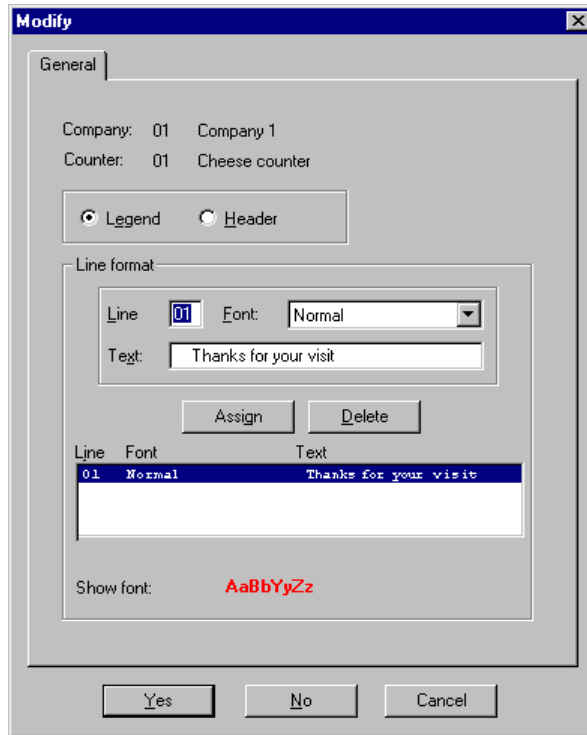 Modify
General
Company: 01 Company 1
Counter: 01 Cheese counter
Legend Header
Line format
Line 01 Font: Normal
Text: Thanks for your visit
Assign Delete
Line Font Text
01 Normal Thanks for your visit
Show font: AaBbYyZz
Yes No Cancel